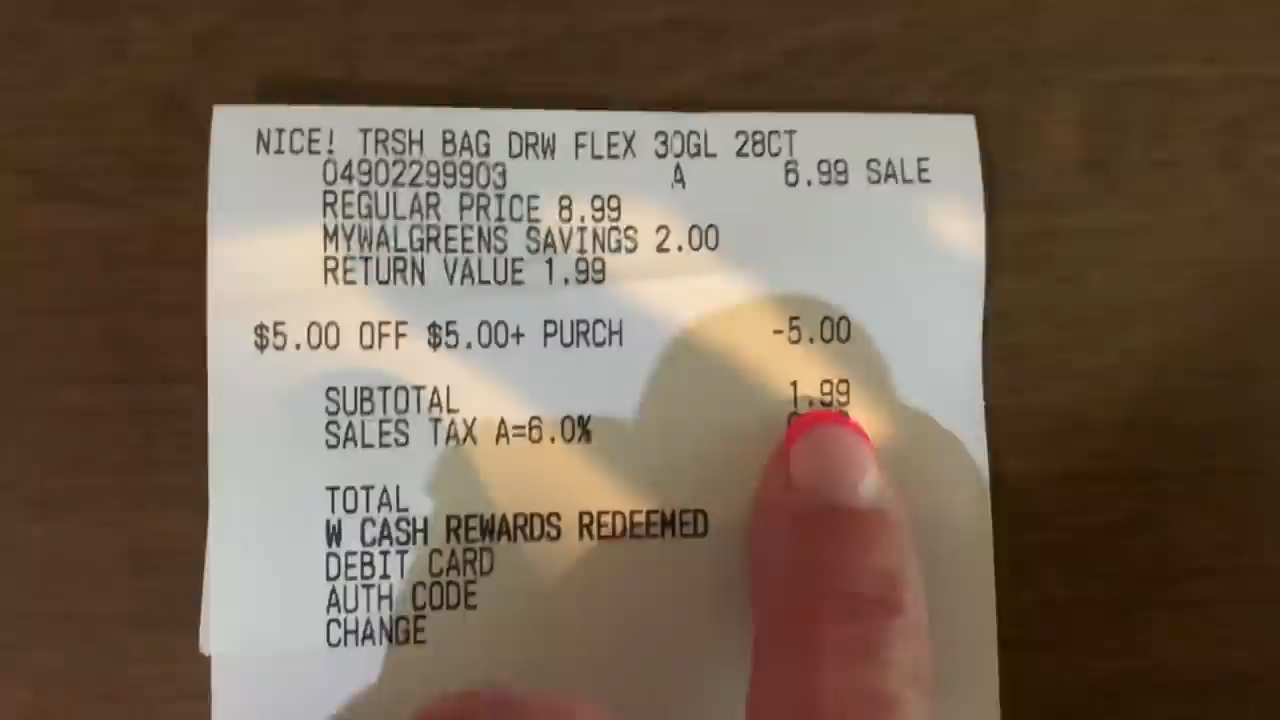 NICE! TRSH BAG DRW FLEX 30GL 28CT
04902299903 A 6.99 SALE
REGULAR PRICE 8.99
MYWALGREENS SAVINGS 2.00
RETURN VALUE 1.99
$5.00 OFF $5.00+ PURCH -5.00
SUBTOTAL 1.99
SALES TAX A=6.0%
TOTAL
W CASH REWARDS REDEEMED
DEBIT CARD
AUTH CODE
CHANGE